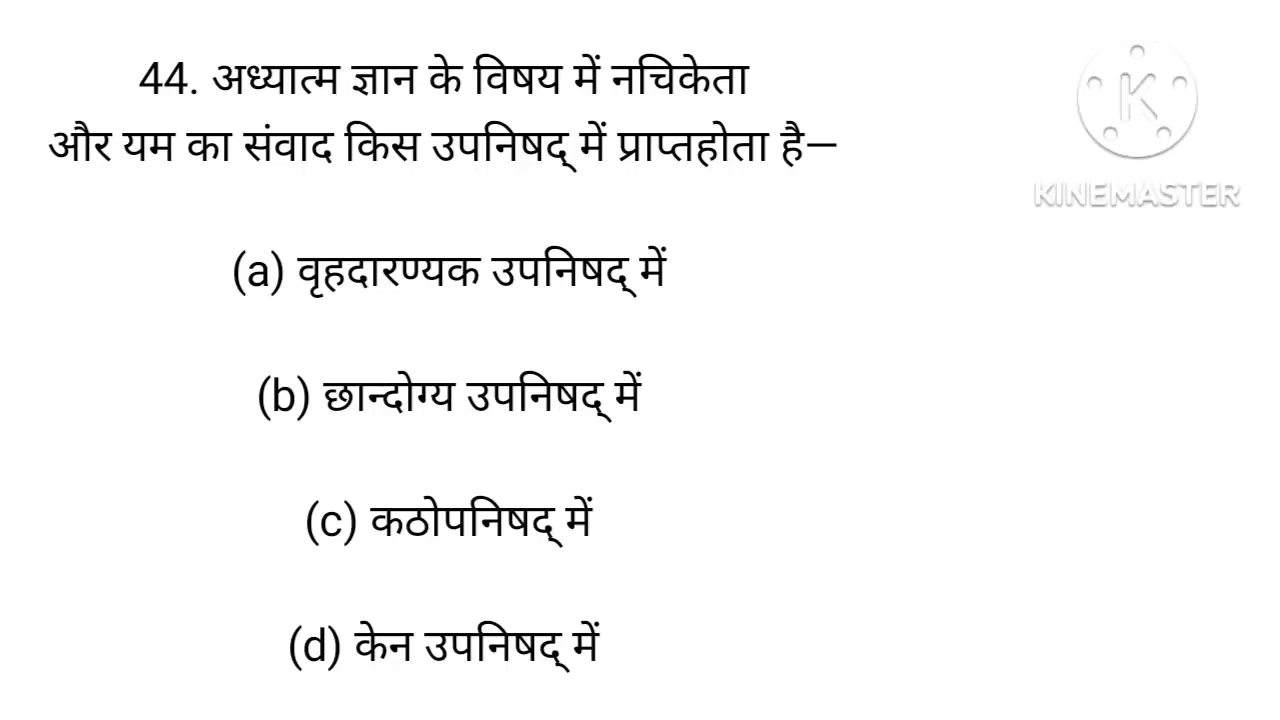 44. अध्यात्म ज्ञान के विषय में नचिकेता
और यम का संवाद किस उपनिषद् में प्राप्तहोता है–
(a) वृहदारण्यक उपनिषद् में
(b) छान्दोग्य उपनिषद् में
(c) कठोपनिषद् में
(d) केन उपनिषद् में
K
KINEMASTER